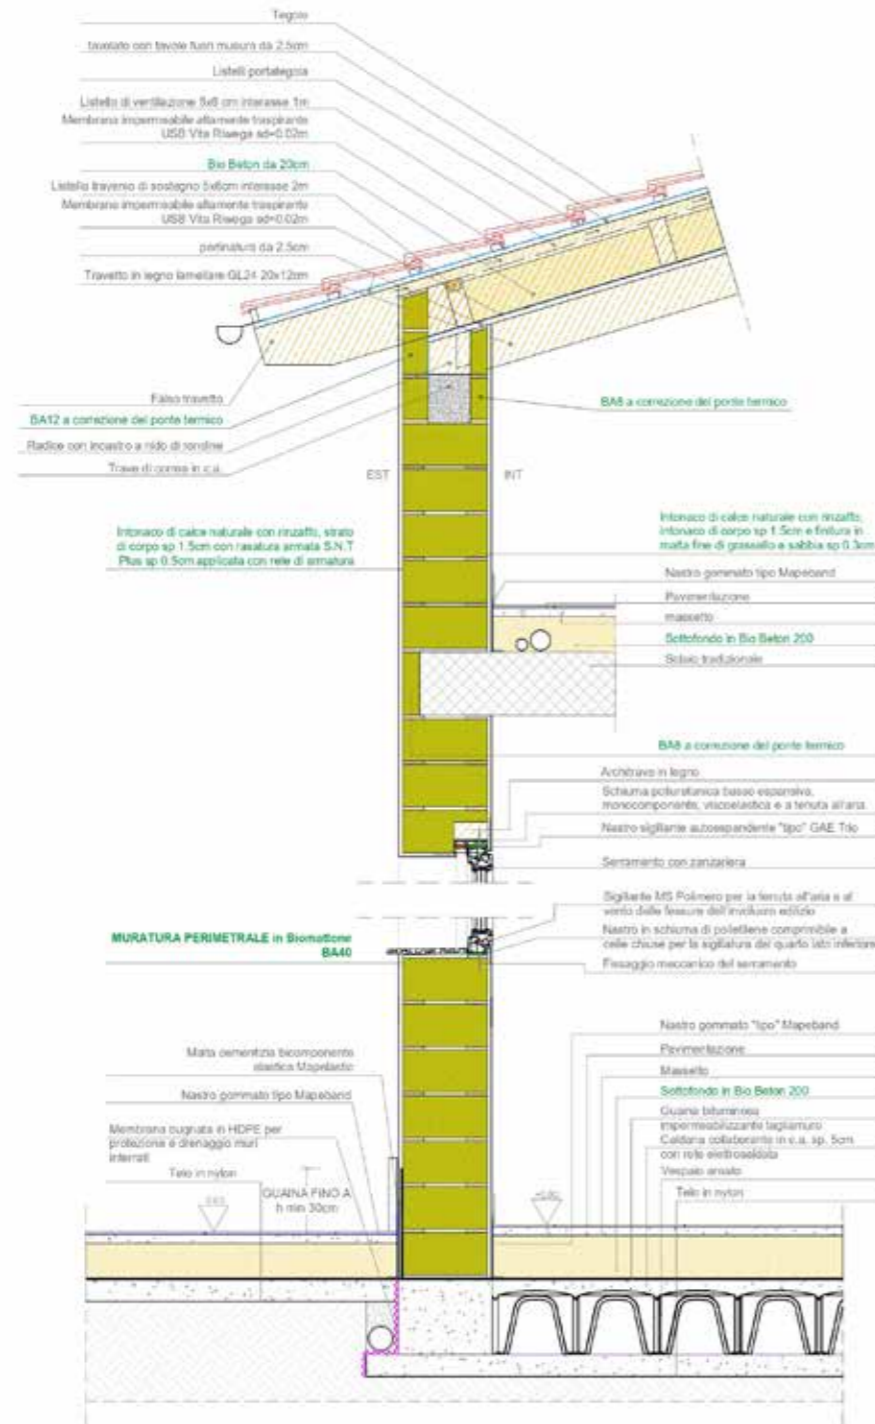 Tegole
tavolato con tavole fuori misura da 2.5cm
Listelli portategola
Listello di ventilazione 5x8 cm interasse 1m
Membrana impermeabile altamente traspirante
USB Vita Riwega sd=0.02m
Bio Beton da 20cm
Listello travetto di sostegno 5x6cm interasse 2m
Membrana impermeabile altamente traspirante
USB Vita Riwega sd=0.02m
perlinatura da 2.5cm
Travetto in legno lamellare GL24 20x12cm
Falso travetto
BA12 a correzione del ponte termico
Radice con incastro a nido di rondine
Trave di correa in c.a.
BA8 a correzione del ponte termico
EST
INT
Intonaco di calce naturale con rinzaffo, strato
di corpo sp 1.5cm con rasatura armata S.N.T
Plus sp 0.5cm applicata con rete di armatura
Intonaco di calce naturale con rinzaffo,
intonaco di corpo sp 1.5cm e finitura in
malta fine di grassello e sabbia sp 0.3cm
Nastro gommato tipo Mapeband
Pavimentazione
massetto
Sottofondo in Bio Beton 200
Solaio tradizionale
BA8 a correzione del ponte termico
Architrave in legno
Schiuma poliuretanica basso espansiva,
monocomponente, viscoelastica e a tenuta all'aria
Nastro sigillante autoespandente "tipo" GAE Trio
Serramento con zanzariera
Sigillante MS Polimero per la tenuta all'aria e al
vento delle fessure dell'involucro edilizio
Nastro in schiuma di polietilene comprimibile a
celle chiuse per la sigillatura del quarto lato inferiore
Fissaggio meccanico del serramento
MURATURA PERIMETRALE in Biomattone
BA40
Malta cementizia bicomponente
elastica Mapelastic
Nastro gommato tipo Mapeband
Membrana bugnata in HDPE per
protezione e drenaggio muri
interrati
Telo in nylon
GUAINA FINO A
h min 30cm
Nastro gommato "tipo" Mapeband
Pavimentazione
Massetto
Sottofondo in Bio Beton 200
Guaina bituminosa
impermeabilizzante tagliamuro
Caldana collaborante in c.a. sp. 5cm
con rete elettrosaldata
Vespaio areato
Telo in nylon